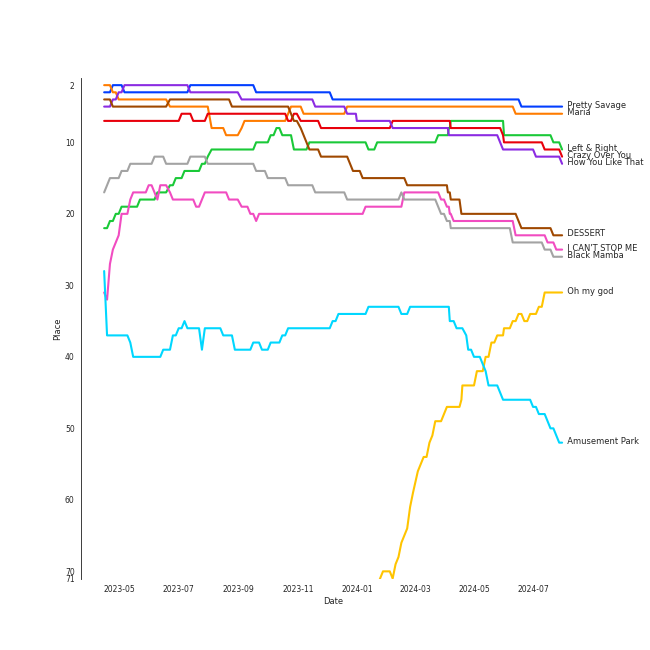 2
10
20
30
40
50
60
70
71
Place
2023-05
2023-07
2023-09
2023-11
2024-01
2024-03
2024-05
2024-07
Date
Pretty Savage
Maria
Left & Right
Crazy Over You
How You Like That
DESSERT
I CAN'T STOP ME
Black Mamba
Oh my god
Amusement Park